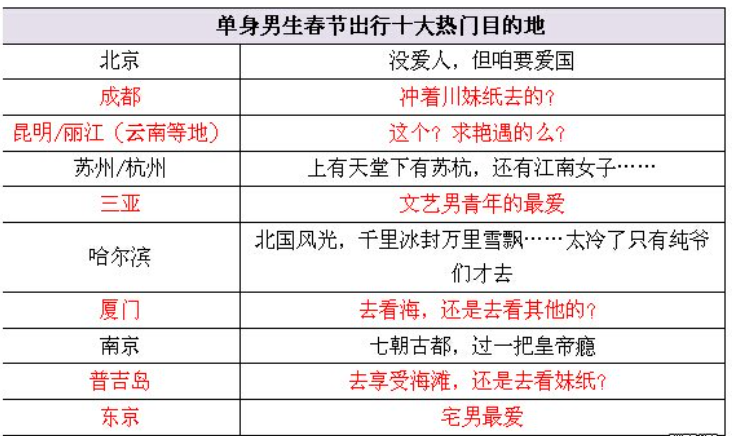 单身男生春节出行十大热门目的地
北京 没爱人，但咱要爱国
成都 冲着川妹纸去的？
昆明/丽江（云南等地） 这个？求艳遇的么？
苏州/杭州 上有天堂下有苏杭，还有江南女子……
三亚 文艺男青年的最爱
哈尔滨 北国风光，千里冰封万里雪飘……太冷了只有纯爷
们才去
厦门 去看海，还是去看其他的？
南京 七朝古都，过一把皇帝瘾
普吉岛 去享受海滩，还是去看妹纸？
东京 宅男最爱